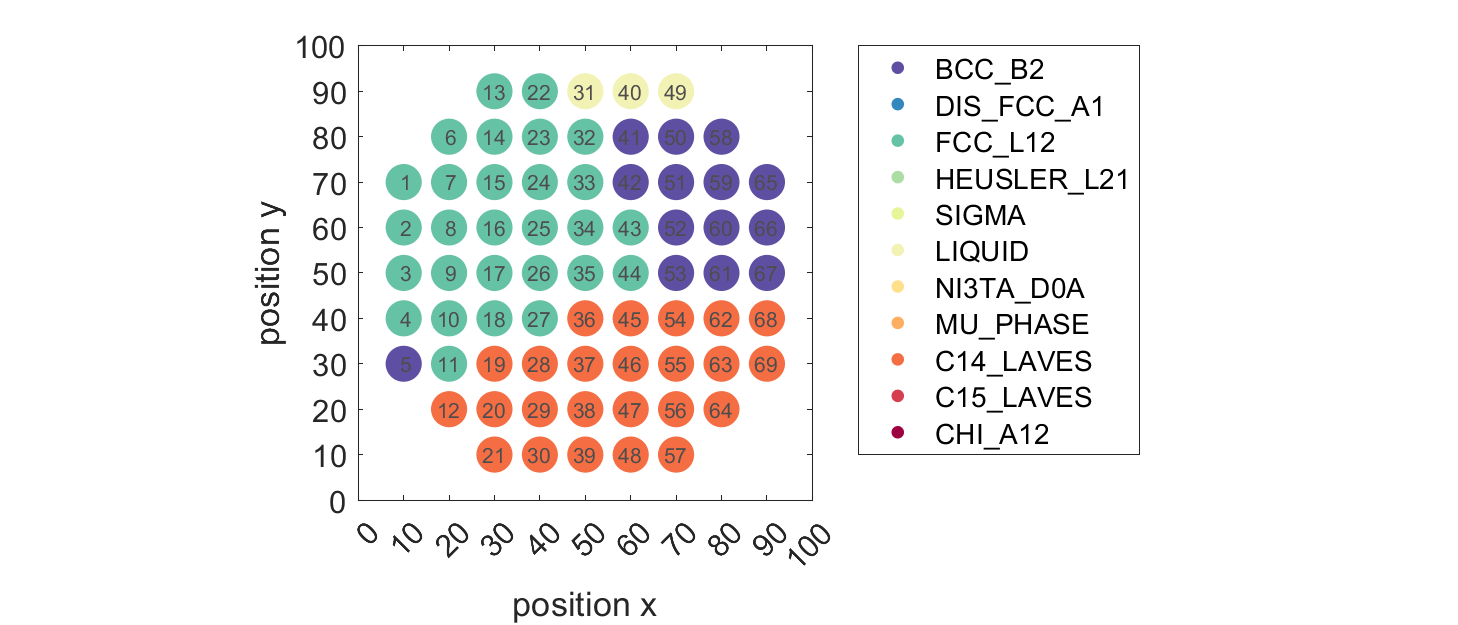 100
90 13 22 31 40 49
80 6 14 23 32 41 50 58
70 1 7 15 24 33 42 51 59 65
60 2 8 16 25 34 43 52 60 66
50 3 9 17 26 35 44 53 61 67
40 4 10 18 27 36 45 54 62 68
30 5 11 19 28 37 46 55 63 69
20 12 20 29 38 47 56 64
10 21 30 39 48 57
0
position y
0 10 20 30 40 50 60 70 80 90 100
position x
BCC_B2
DIS_FCC_A1
FCC_L12
HEUSLER_L21
SIGMA
LIQUID
NI3TA_D0A
MU_PHASE
C14_LAVES
C15_LAVES
CHI_A12